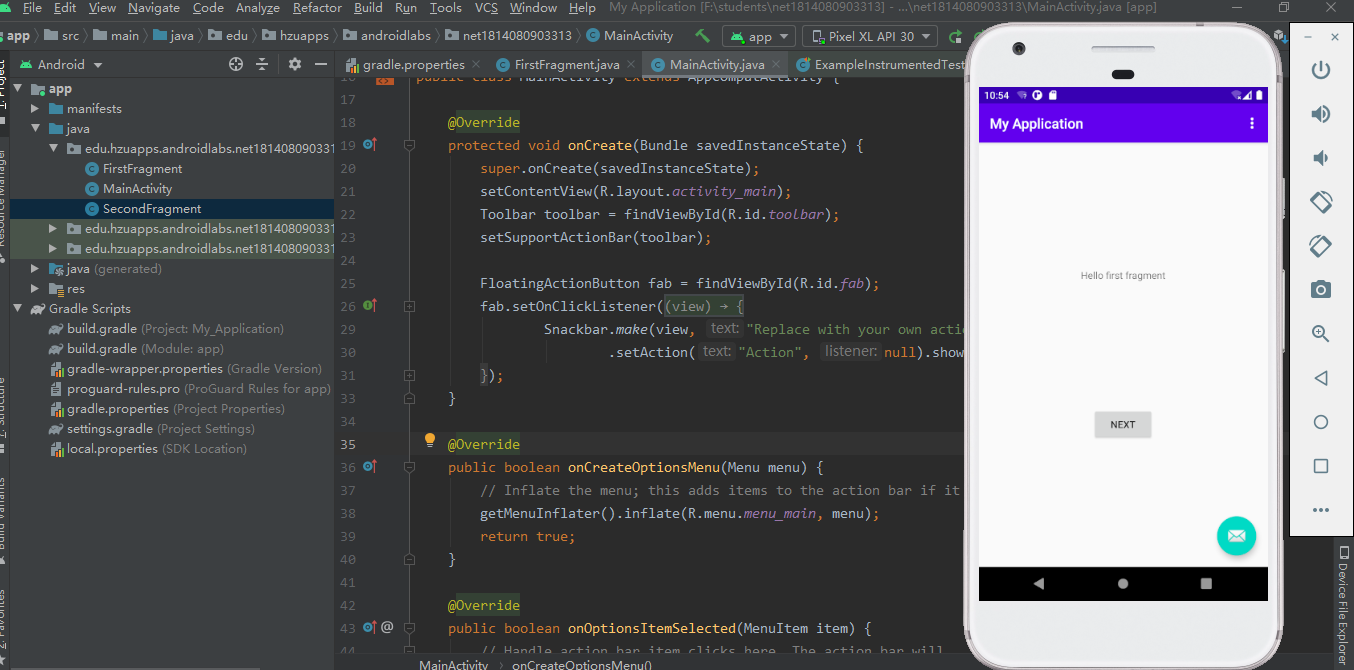 File Edit View Navigate Code Analyze Refactor Build Run Tools VCS Window Help My Application [F:\students\net1814080903313] - ...\net1814080903313\MainActivity.java [app]
app src main java edu hzuapps androidlabs net1814080903313 MainActivity app Pixel XL API 30
Android
gradle.properties FirstFragment.java MainActivity.java ExampleInstrumentedTest
app
manifests
java
edu.hzuapps.androidlabs.net181408090331
FirstFragment
MainActivity
SecondFragment
edu.hzuapps.androidlabs.net181408090331
edu.hzuapps.androidlabs.net181408090331
java (generated)
res
Gradle Scripts
build.gradle (Project: My_Application)
build.gradle (Module: app)
gradle-wrapper.properties (Gradle Version)
proguard-rules.pro (ProGuard Rules for app)
gradle.properties (Project Properties)
settings.gradle (Project Settings)
local.properties (SDK Location)
16 public class MainActivity extends AppCompatActivity {
17
18 @Override
19 protected void onCreate(Bundle savedInstanceState) {
20 super.onCreate(savedInstanceState);
21 setContentView(R.layout.activity_main);
22 Toolbar toolbar = findViewById(R.id.toolbar);
23 setSupportActionBar(toolbar);
24
25 FloatingActionButton fab = findViewById(R.id.fab);
26 fab.setOnClickListener((view) → {
29 Snackbar.make(view, text: "Replace with your own actio
30 .setAction( text: "Action", listener: null).show
31 });
33 }
34
35 @Override
36 public boolean onCreateOptionsMenu(Menu menu) {
37 // Inflate the menu; this adds items to the action bar if it
38 getMenuInflater().inflate(R.menu.menu_main, menu);
39 return true;
40 }
41
42 @Override
43 public boolean onOptionsItemSelected(MenuItem item) {
44 // Handle action bar item clicks here. The action bar will
MainActivity › onCreateOptionsMenu()
10:54
My Application
Hello first fragment
NEXT
Device File Explorer
1: Project
Resource Manager
Z: Structure
Build Variants
2: Favorites